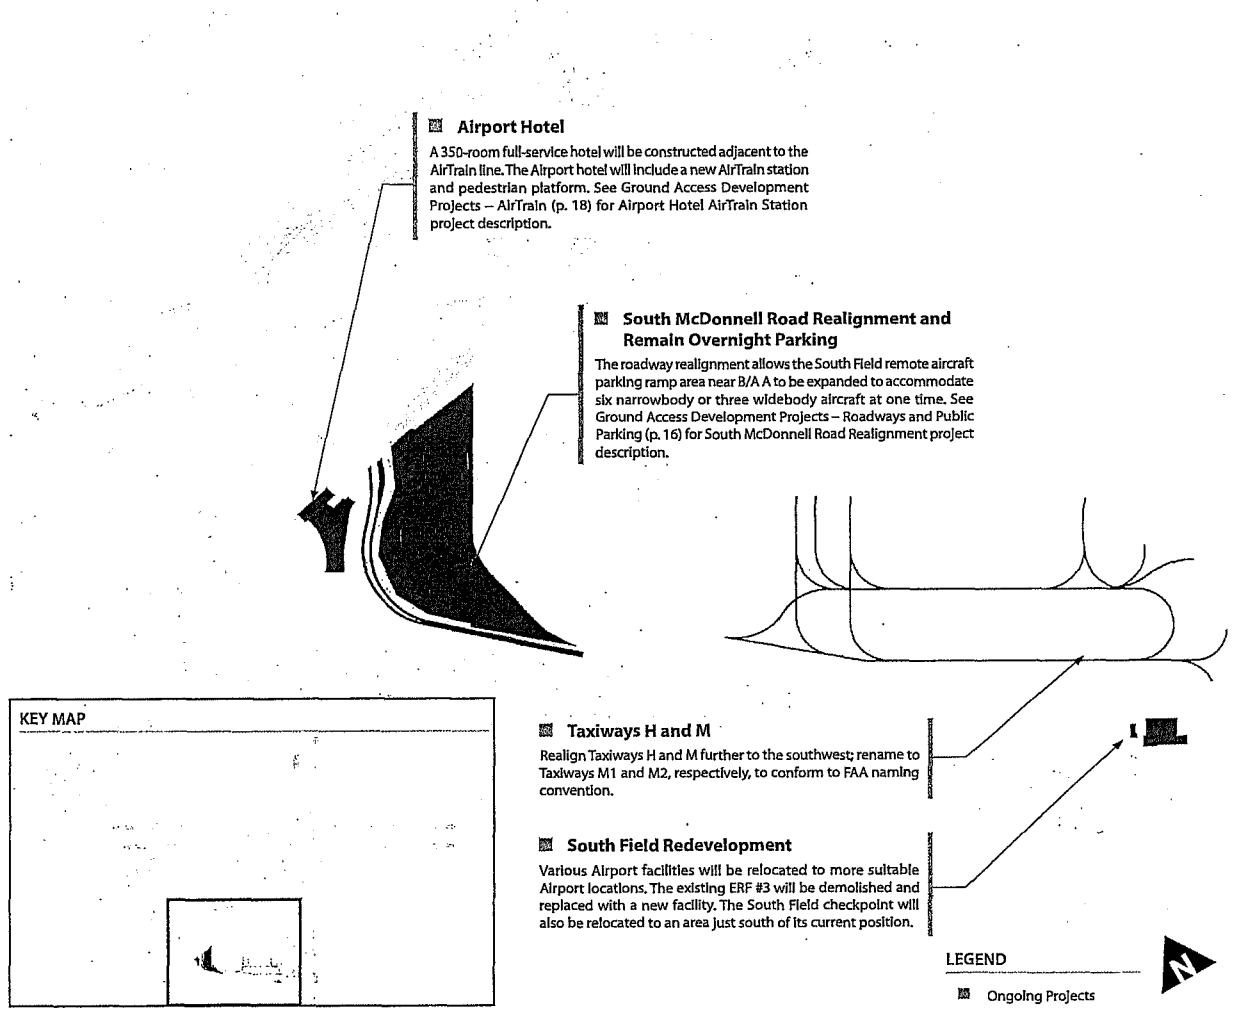 Airport Hotel
A 350-room full-service hotel will be constructed adjacent to the
AirTrain line. The Airport hotel will include a new AirTrain station
and pedestrian platform. See Ground Access Development
Projects – AirTrain (p. 18) for Airport Hotel AirTrain Station
project description.
South McDonnell Road Realignment and
Remain Overnight Parking
The roadway realignment allows the South Field remote aircraft
parking ramp area near B/A A to be expanded to accommodate
six narrowbody or three widebody aircraft at one time. See
Ground Access Development Projects – Roadways and Public
Parking (p. 16) for South McDonnell Road Realignment project
description.
KEY MAP
Taxiways H and M
Realign Taxiways H and M further to the southwest; rename to
Taxiways M1 and M2, respectively, to conform to FAA naming
convention.
South Field Redevelopment
Various Airport facilities will be relocated to more suitable
Airport locations. The existing ERF #3 will be demolished and
replaced with a new facility. The South Field checkpoint will
also be relocated to an area just south of its current position.
LEGEND
Ongoing Projects
N